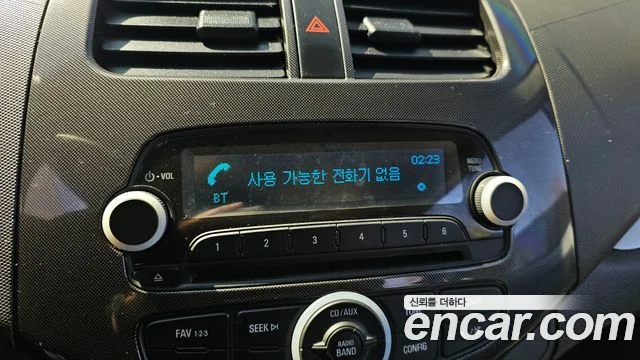 02:23
사용 가능한 전화기 없음
BT
VOL
MENU
TUNE
1 2 3 4 5 6
CD/AUX
FAV 1·2·3
SEEK
RADIO
BAND
CONFIG
신뢰를 더하다
encar.com